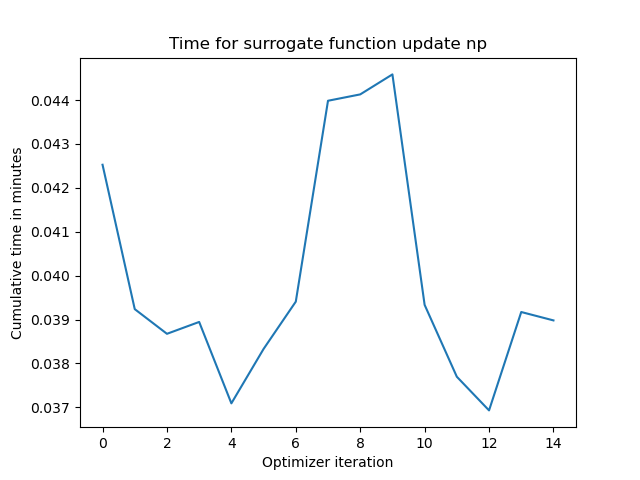 Time for surrogate function update np
Cumulative time in minutes
0.044
0.043
0.042
0.041
0.040
0.039
0.038
0.037
0 2 4 6 8 10 12 14
Optimizer iteration